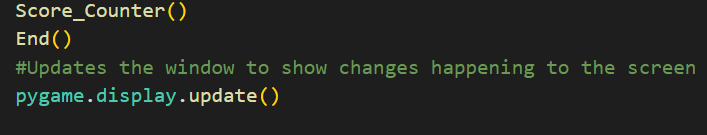 Score_Counter()
End()
#Updates the window to show changes happening to the screen
pygame.display.update()